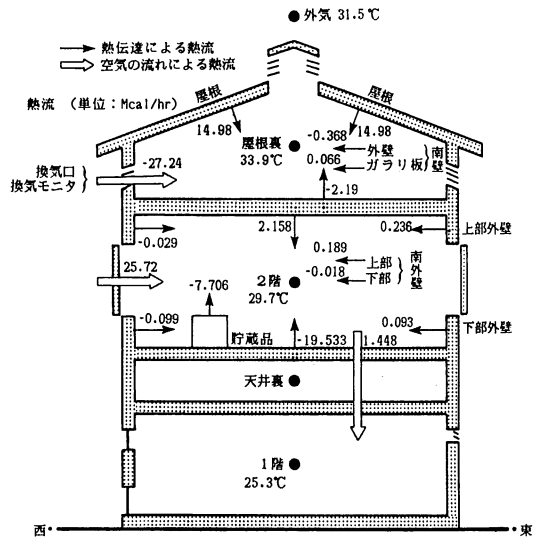 外気 31.5℃
熱伝達による熱流
空気の流れによる熱流
熱流 (単位：Mcal/hr)
屋根
屋根
14.98
14.98
屋根裏
33.9℃
-0.368
0.066
外壁
ガラリ板
南壁
換気口
換気モニタ
-27.24
-2.19
-0.029
2.158
0.236
上部外壁
0.189
-0.018
上部
下部
南外壁
25.72
2階
29.7℃
-7.706
-0.099
貯蔵品
-19.533
1.448
0.093
下部外壁
天井裏
1階
25.3℃
西
東